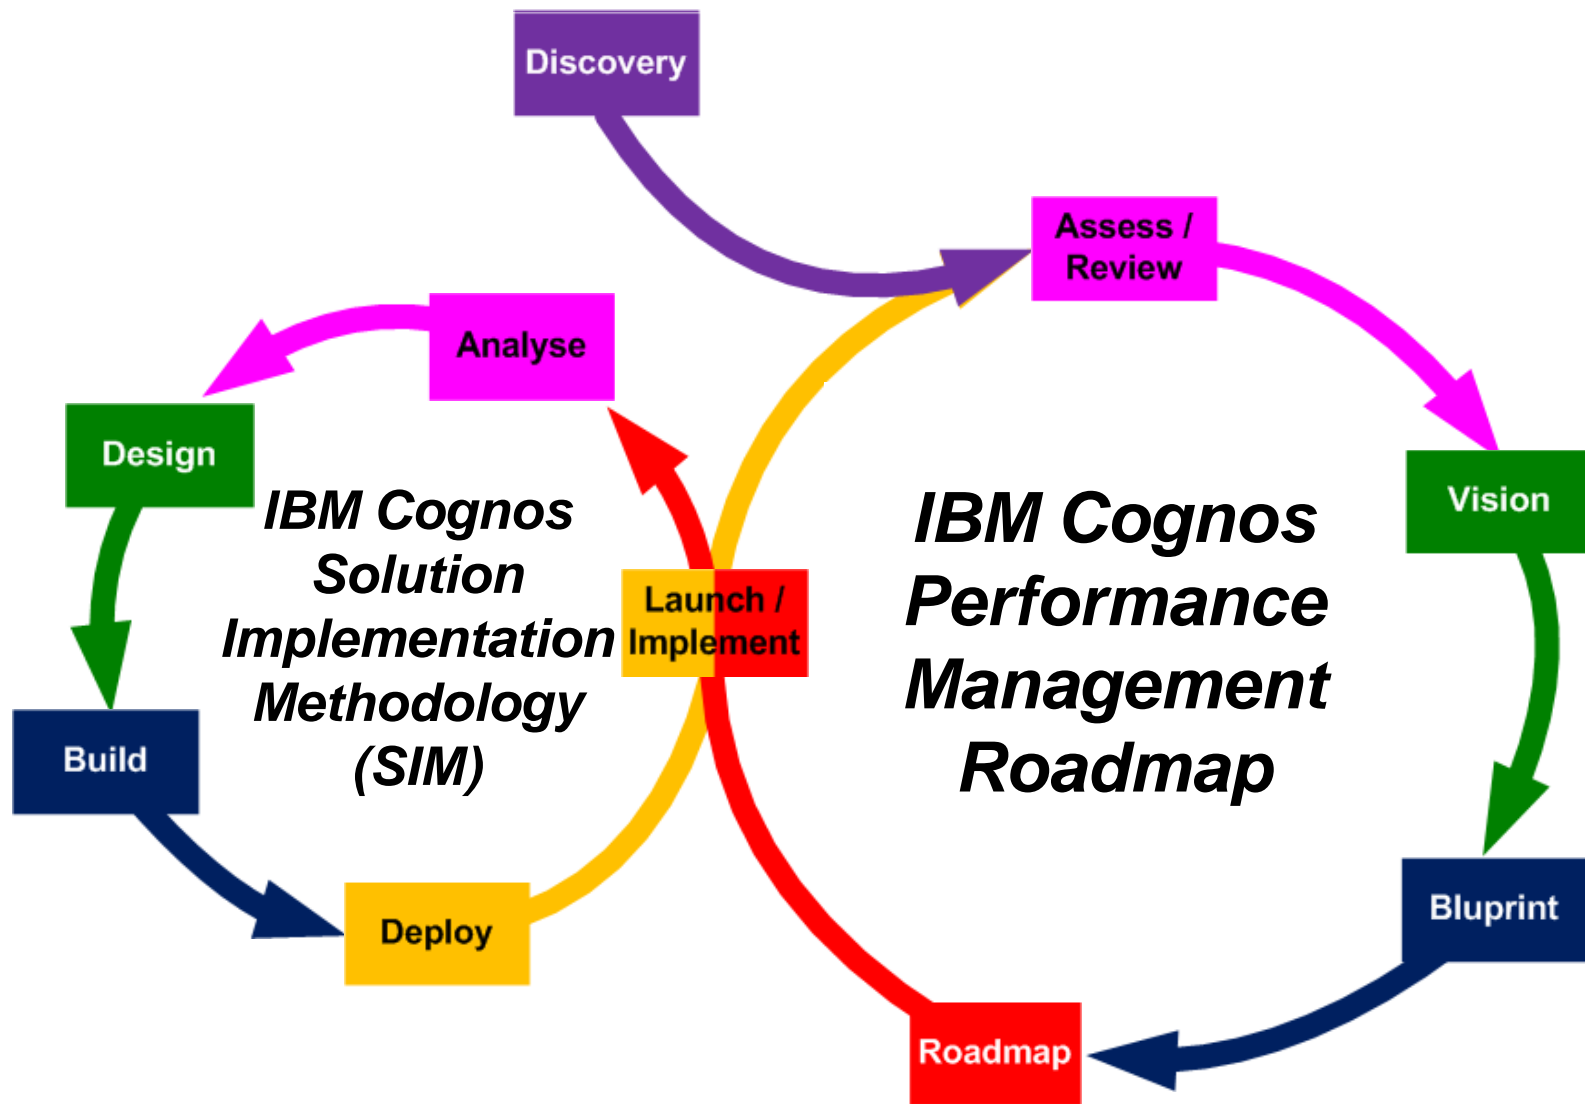 Discovery
Assess /
Review
Analyse
Design
Vision
IBM Cognos
Solution
Implementation
Methodology
(SIM)
Launch /
Implement
IBM Cognos
Performance
Management
Roadmap
Build
Bluprint
Deploy
Roadmap